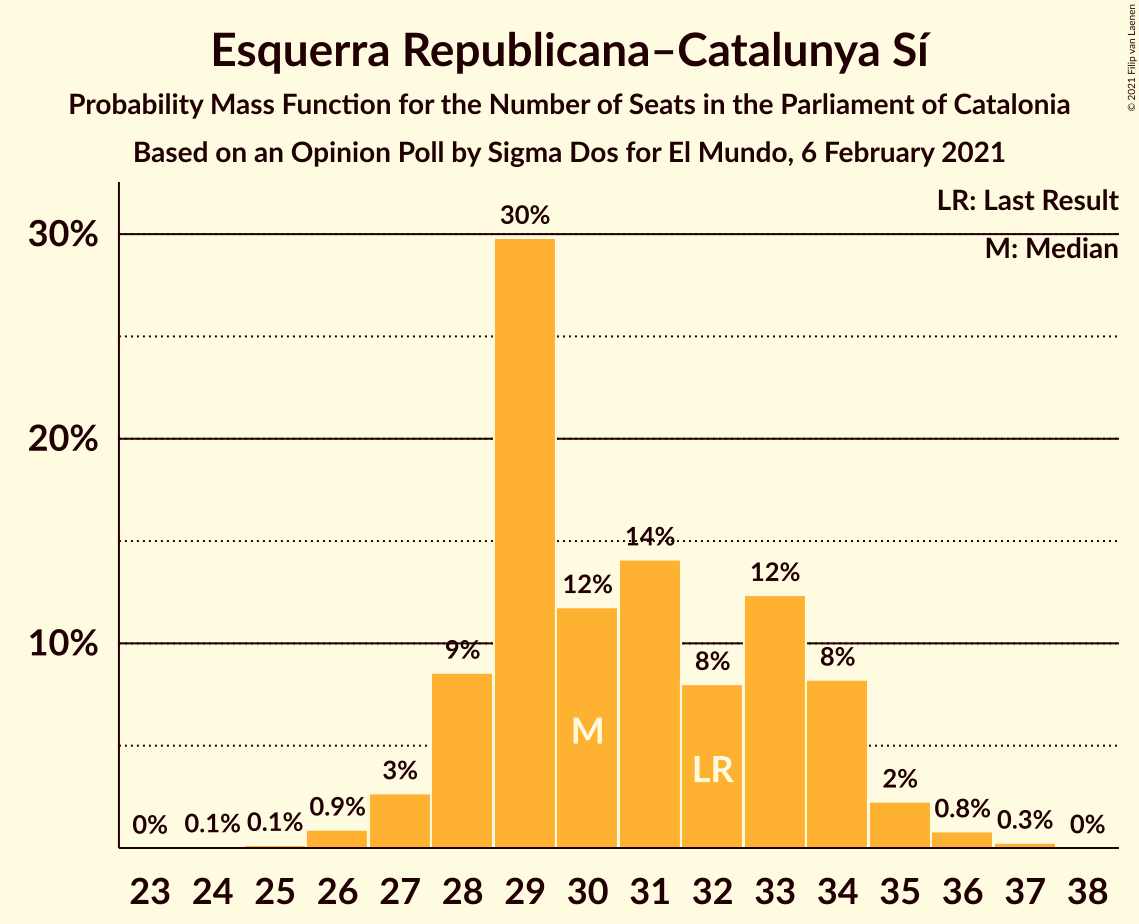 Esquerra Republicana–Catalunya Sí
Probability Mass Function for the Number of Seats in the Parliament of Catalonia
Based on an Opinion Poll by Sigma Dos for El Mundo, 6 February 2021
© 2021 Filip van Laenen
LR: Last Result
M: Median
30%
20%
10%
0% 0.1% 0.1% 0.9% 3% 9% 30% 12% 14% 8% 12% 8% 2% 0.8% 0.3% 0%
M
LR
23 24 25 26 27 28 29 30 31 32 33 34 35 36 37 38